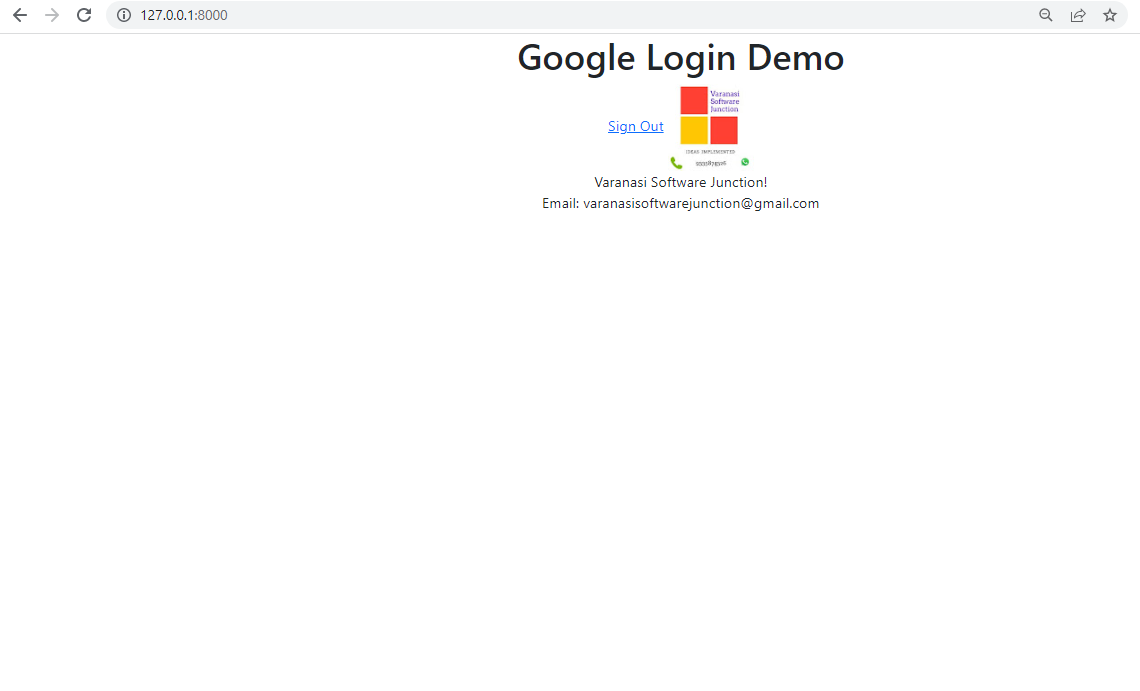 127.0.0.1:8000
Google Login Demo
Sign Out
Varanasi
Software
Junction
IDEAS IMPLEMENTED
Varanasi Software Junction!
Email: varanasisoftwarejunction@gmail.com